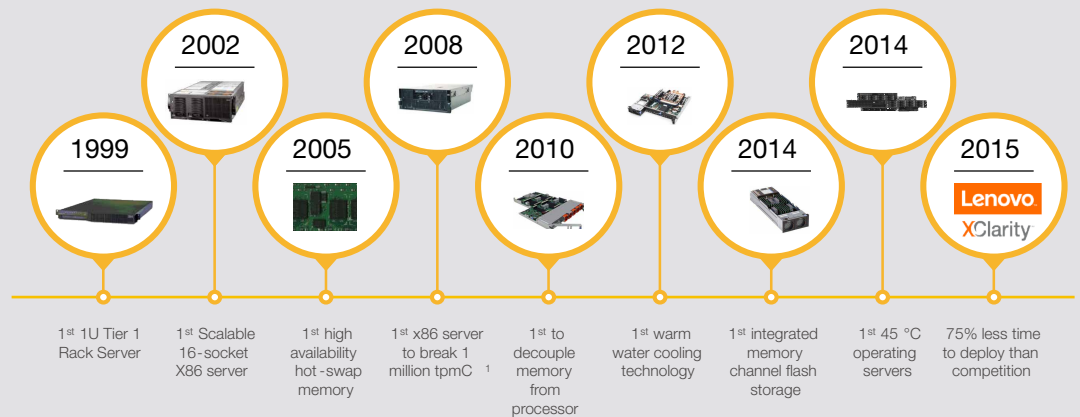 2002
2008
2012
2014
1999
2005
2010
2014
2015
Lenovo
XClarity
1st 1U Tier 1
Rack Server
1st Scalable
16-socket
X86 server
1st high
availability
hot-swap
memory
1st x86 server
to break 1
million tpmC 1
1st to
decouple
memory
from
processor
1st warm
water cooling
technology
1st integrated
memory
channel flash
storage
1st 45 °C
operating
servers
75% less time
to deploy than
competition